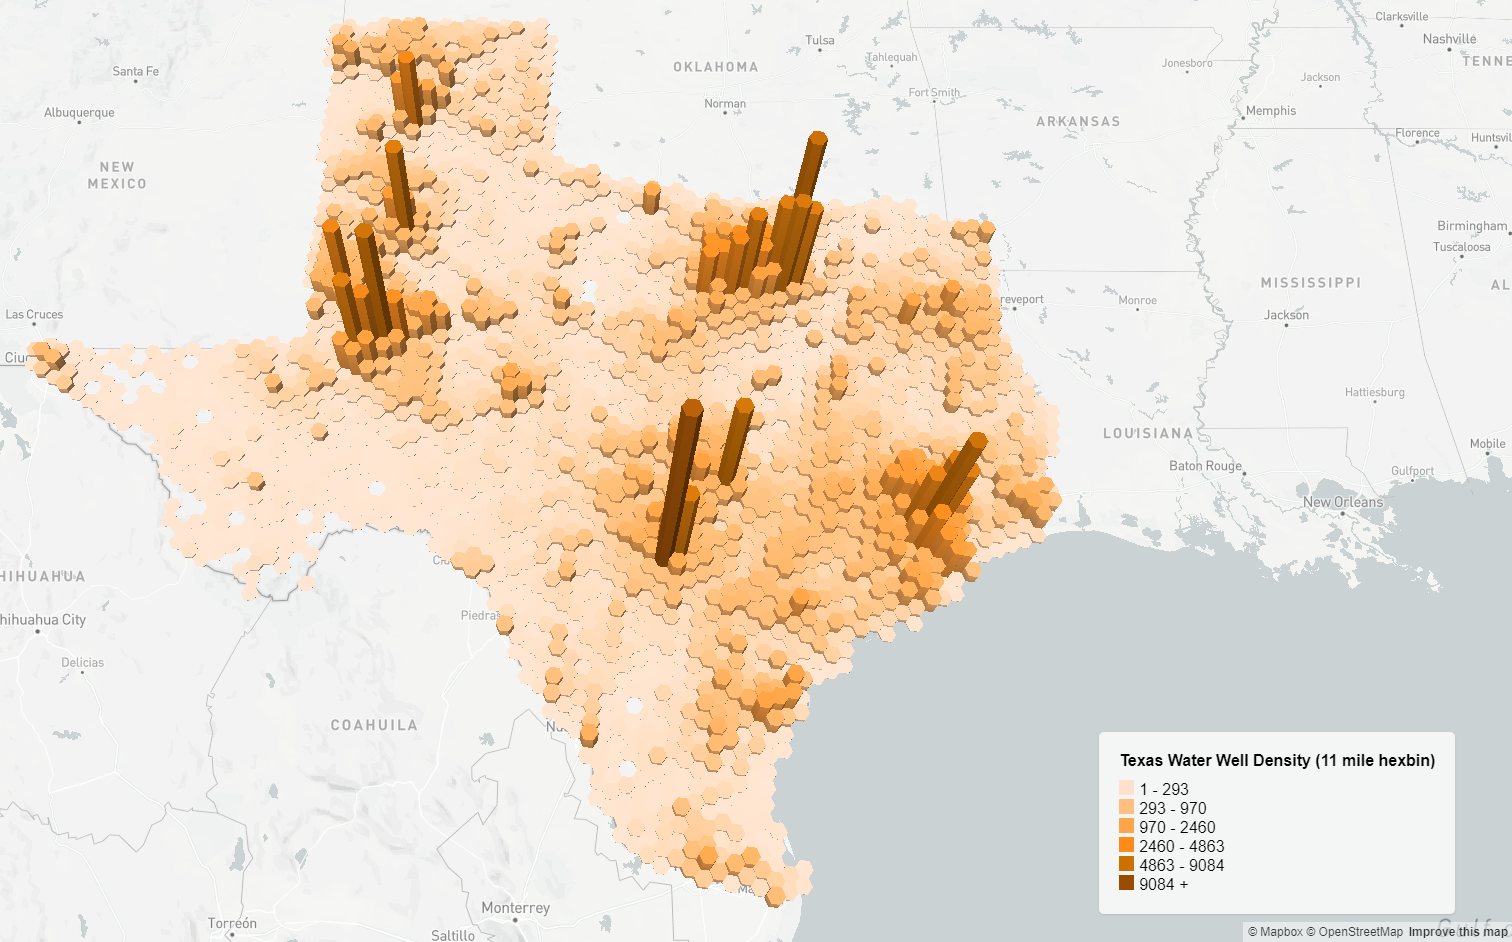 Clarksville
Nashville
TENNE
Tulsa
Tahlequah
OKLAHOMA
Jonesboro
Jackson
Santa Fe
Fort Smith
Norman
Albuquerque
Memphis
ARKANSAS
Florence
Huntsvil
NEW
MEXICO
Birmingham
Tuscaloosa
MISSISSIPPI
AL
reveport
Monroe
Las Cruces
Jackson
Ciu
Hattiesburg
LOUISIANA
Mobile
Baton Rouge
Gulfport
New Orleans
HIHUAHUA
Ci
hihuahua City
Piedras
Delicias
COAHUILA
Nu
Texas Water Well Density (11 mile hexbin)
1 - 293
293 - 970
970 - 2460
2460 - 4863
4863 - 9084
9084 +
Ma
Monterrey
Torreón
Saltillo
© Mapbox © OpenStreetMap Improve this map